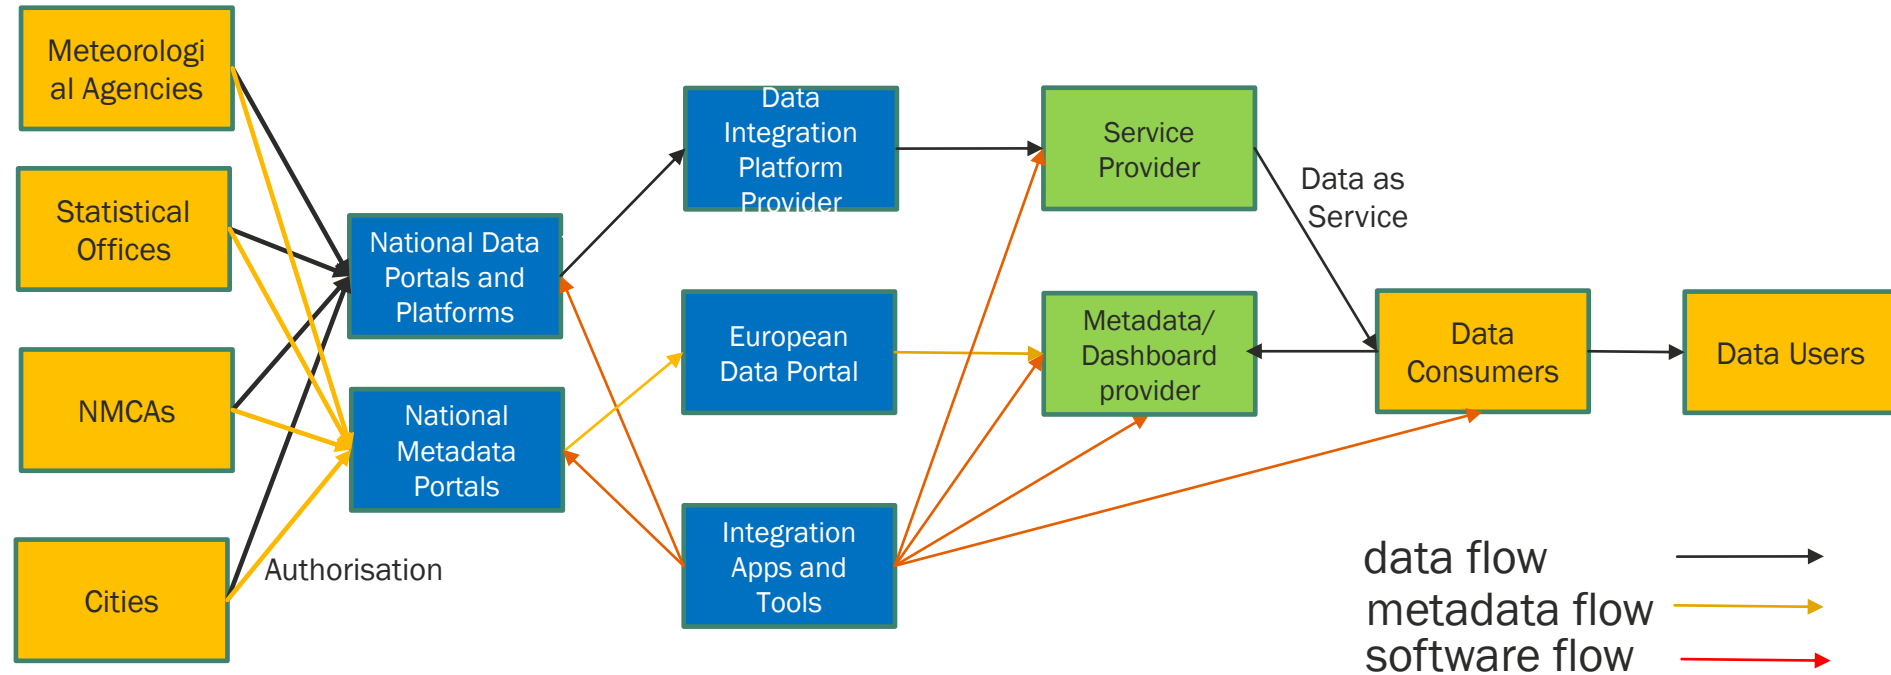 Meteorologi
al Agencies
Statistical
Offices
NMCAs
Cities
Authorisation
National Data
Portals and
Platforms
National
Metadata
Portals
Data
Integration
Platform
Provider
European
Data Portal
Integration
Apps and
Tools
Service
Provider
Metadata/
Dashboard
provider
Data as
Service
Data
Consumers
Data Users
data flow
metadata flow
software flow